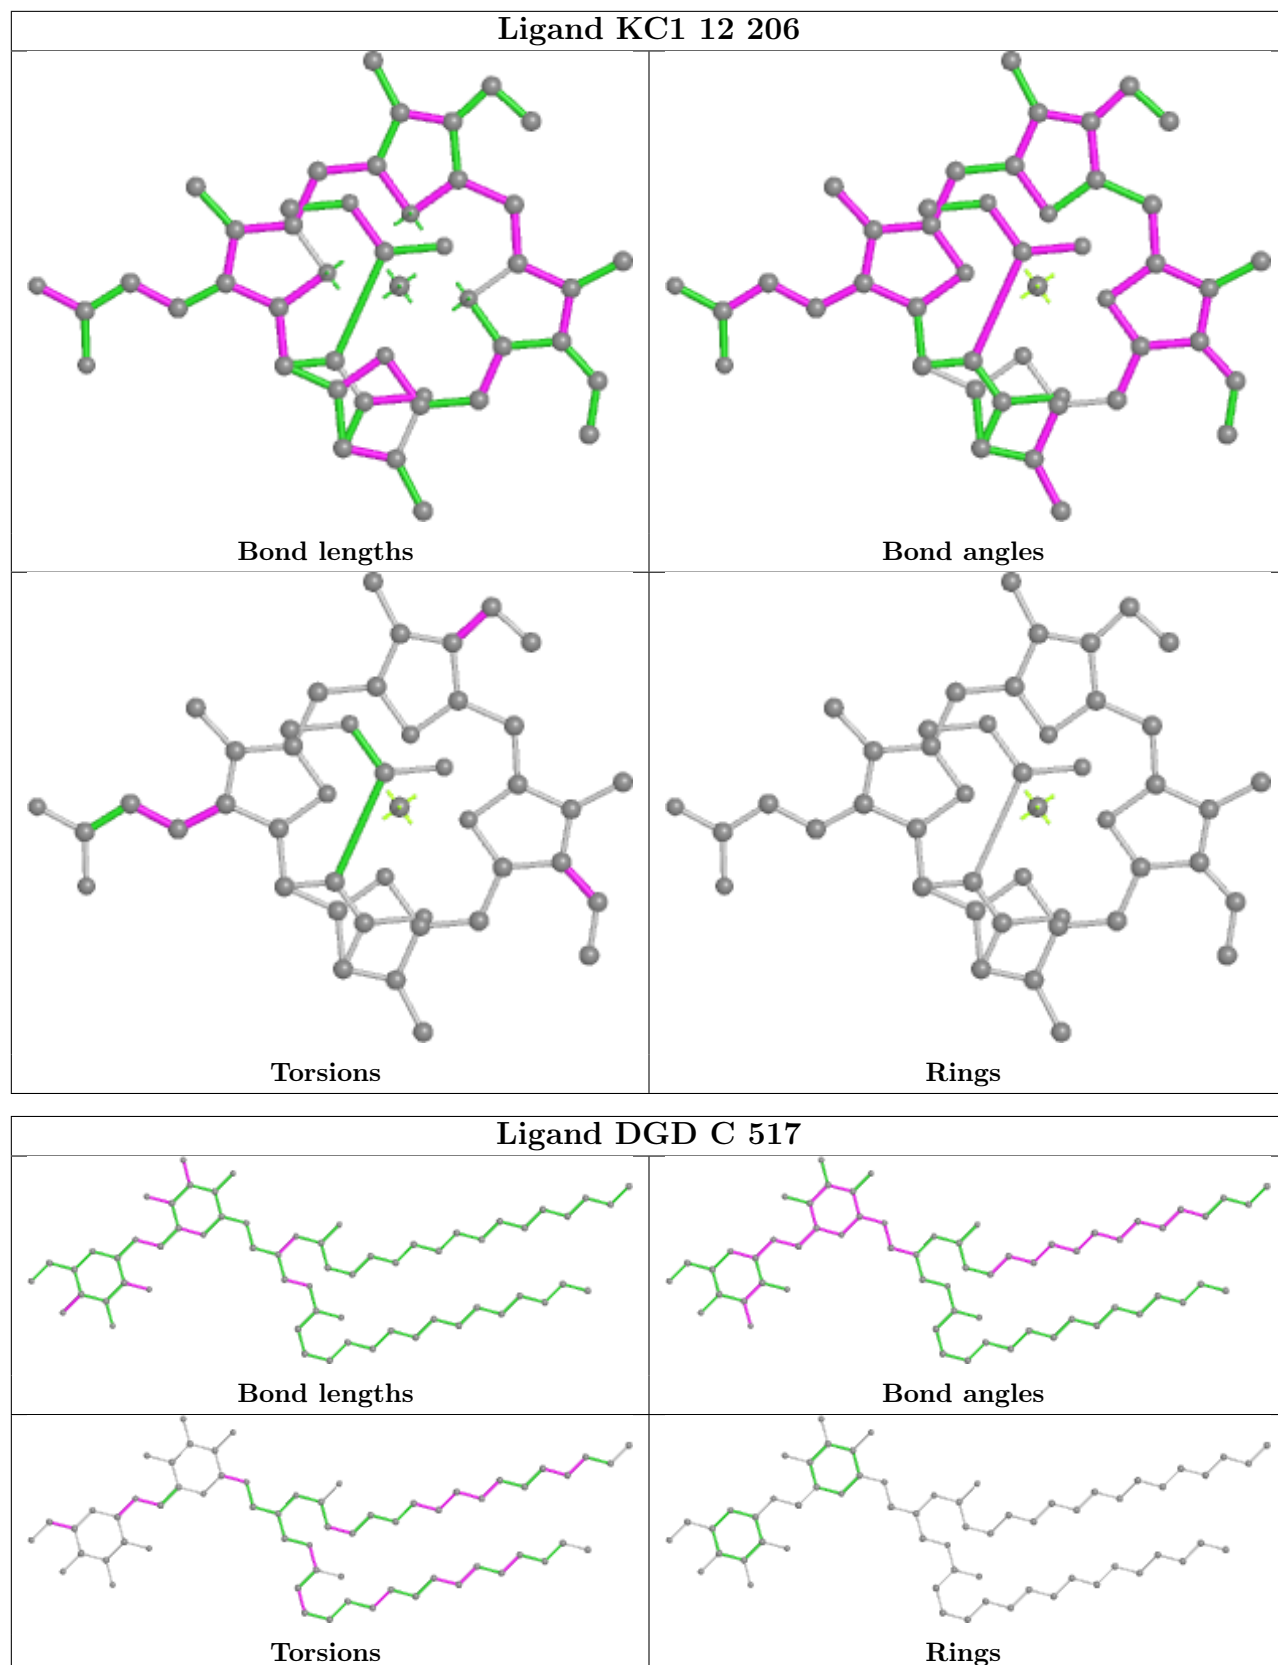 Ligand KC1 12 206
Bond lengths
Bond angles
Torsions
Rings
Ligand DGD C 517
Bond lengths
Bond angles
Torsions
Rings